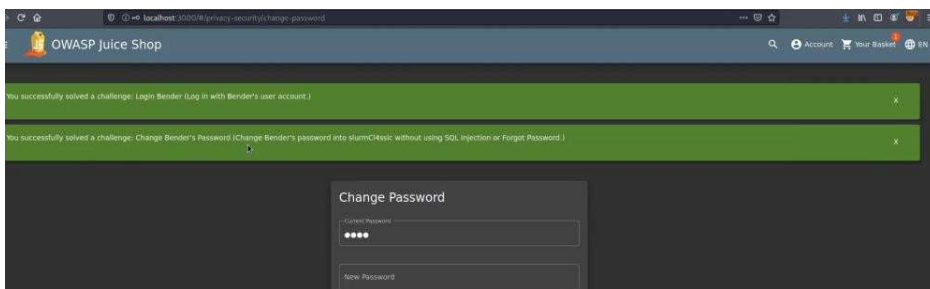 localhost:3000/#/privacy-security/change-password
OWASP Juice Shop
Account
Your Basket
EN
You successfully solved a challenge: Login Bender (Log in with Bender's user account.)
X
You successfully solved a challenge: Change Bender's Password (Change Bender's password into slurmCl4ssic without using SQL Injection or Forgot Password.)
X
Change Password
Current Password
New Password